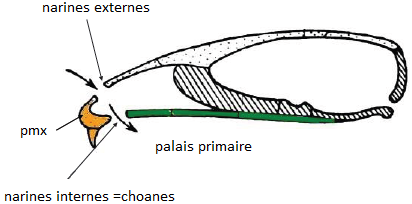 narines externes
pmx
palais primaire
narines internes =choanes